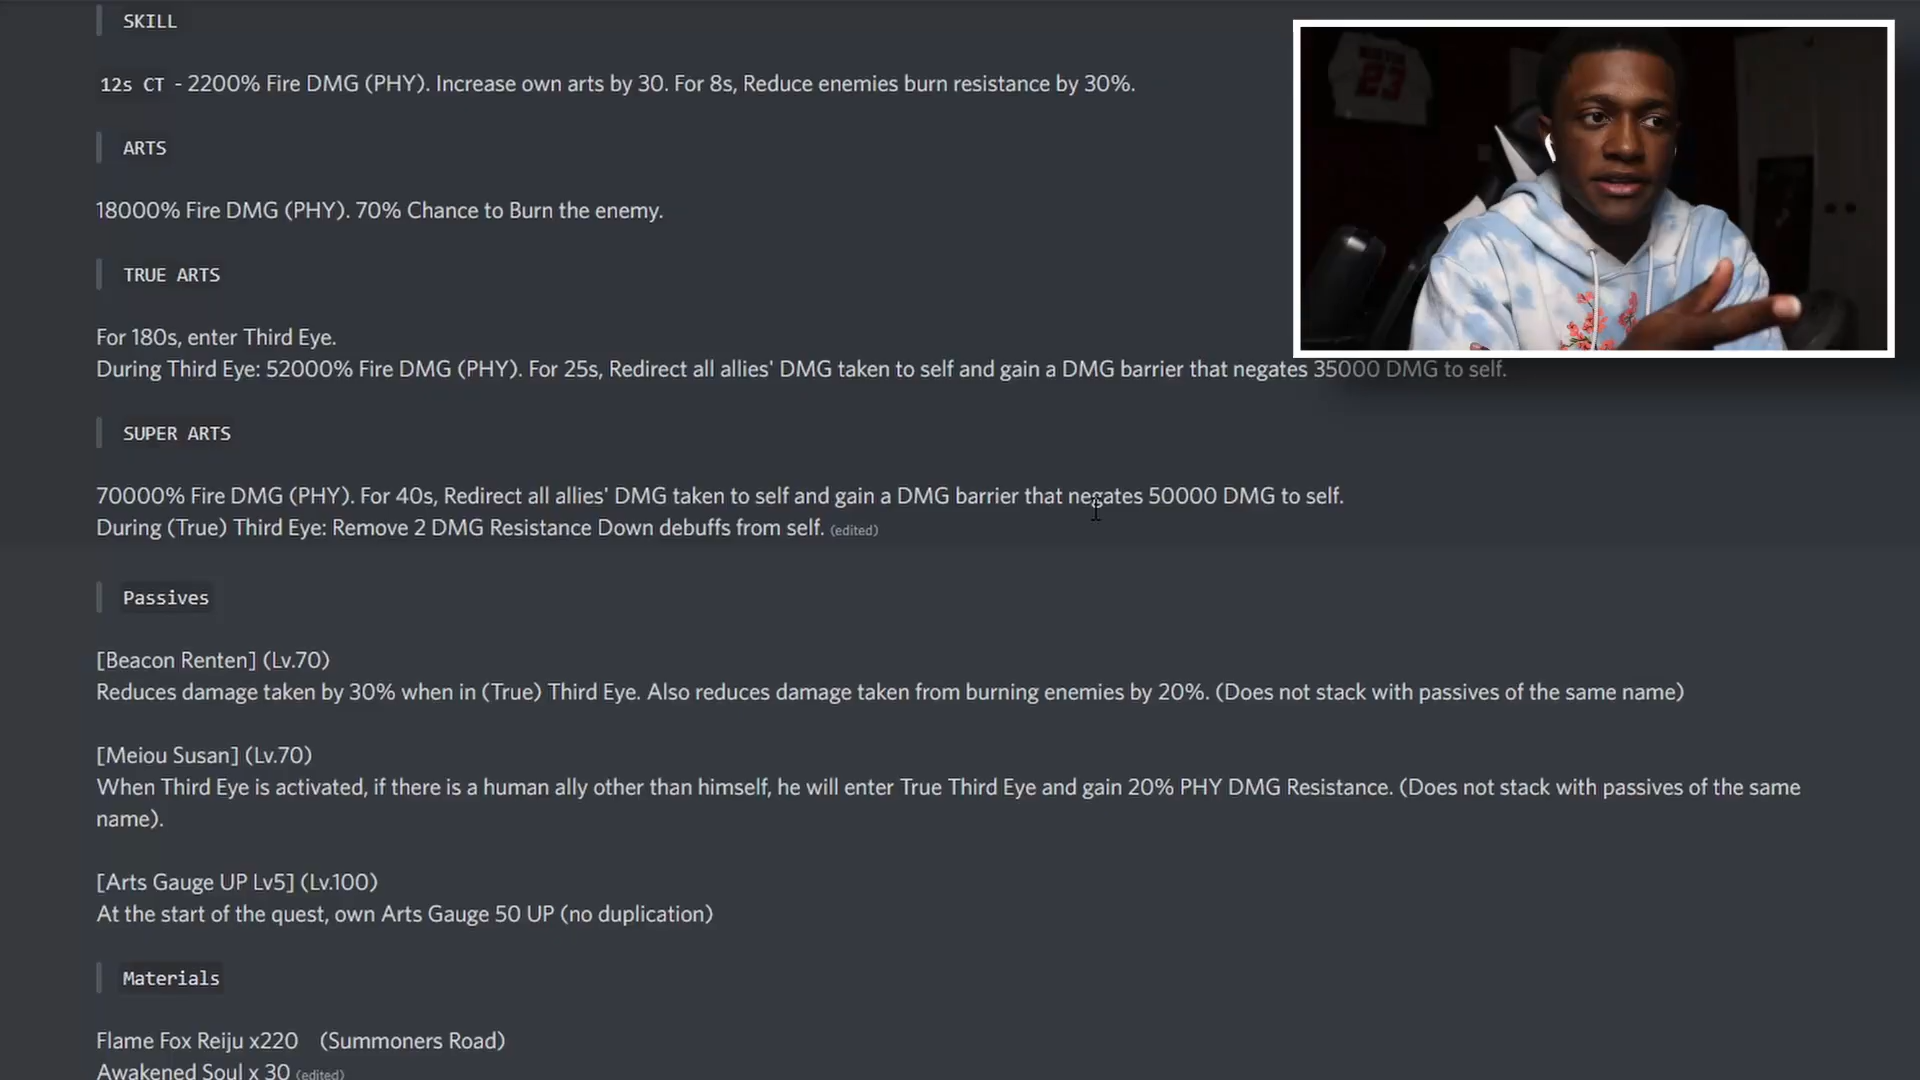 SKILL
12s CT - 2200% Fire DMG (PHY). Increase own arts by 30. For 8s, Reduce enemies burn resistance by 30%.
ARTS
18000% Fire DMG (PHY). 70% Chance to Burn the enemy.
TRUE ARTS
For 180s, enter Third Eye.
During Third Eye: 52000% Fire DMG (PHY). For 25s, Redirect all allies' DMG taken to self and gain a DMG barrier that negates 35000 DMG to self.
SUPER ARTS
70000% Fire DMG (PHY). For 40s, Redirect all allies' DMG taken to self and gain a DMG barrier that negates 50000 DMG to self.
During (True) Third Eye: Remove 2 DMG Resistance Down debuffs from self. (edited)
Passives
[Beacon Renten] (Lv.70)
Reduces damage taken by 30% when in (True) Third Eye. Also reduces damage taken from burning enemies by 20%. (Does not stack with passives of the same name)
[Meiou Susan] (Lv.70)
When Third Eye is activated, if there is a human ally other than himself, he will enter True Third Eye and gain 20% PHY DMG Resistance. (Does not stack with passives of the same
name).
[Arts Gauge UP Lv5] (Lv.100)
At the start of the quest, own Arts Gauge 50 UP (no duplication)
Materials
Flame Fox Reiju x220 (Summoners Road)
Awakened Soul x 30 (edited)
23